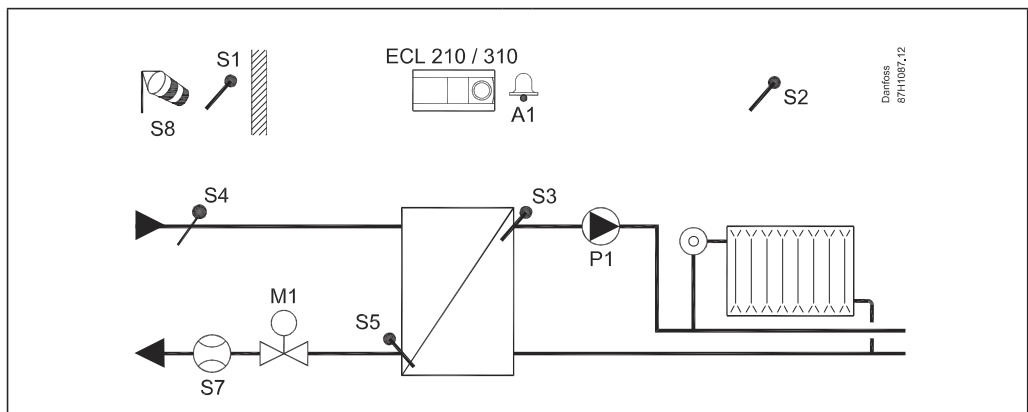 ECL 210 / 310
S1
S8
A1
S2
Danfoss
87H1087.12
S4
S3
P1
M1
S5
S7